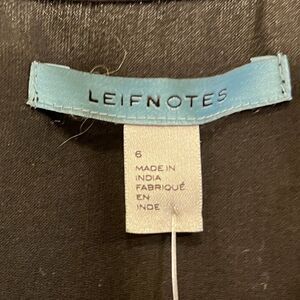 LEIFNOTES
6
MADE IN
INDIA
FABRIQUÉ
EN
INDE